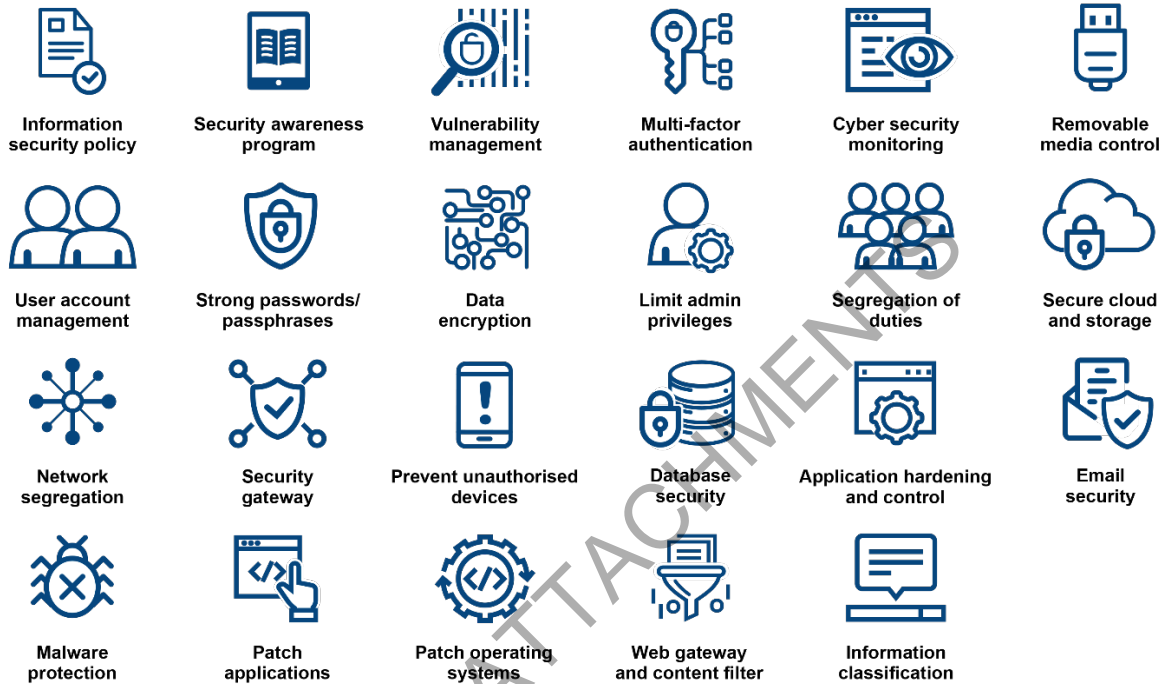 Information
security policy
Security awareness
program
Vulnerability
management
Multi-factor
authentication
Cyber security
monitoring
Removable
media control
User account
management
Strong passwords/
passphrases
Data
encryption
Limit admin
privileges
Segregation of
duties
Secure cloud
and storage
Network
segregation
Security
gateway
Prevent unauthorised
devices
Database
security
Application hardening
and control
Email
security
Malware
protection
Patch
applications
Patch operating
systems
Web gateway
and content filter
Information
classification
ATTACHMENTS